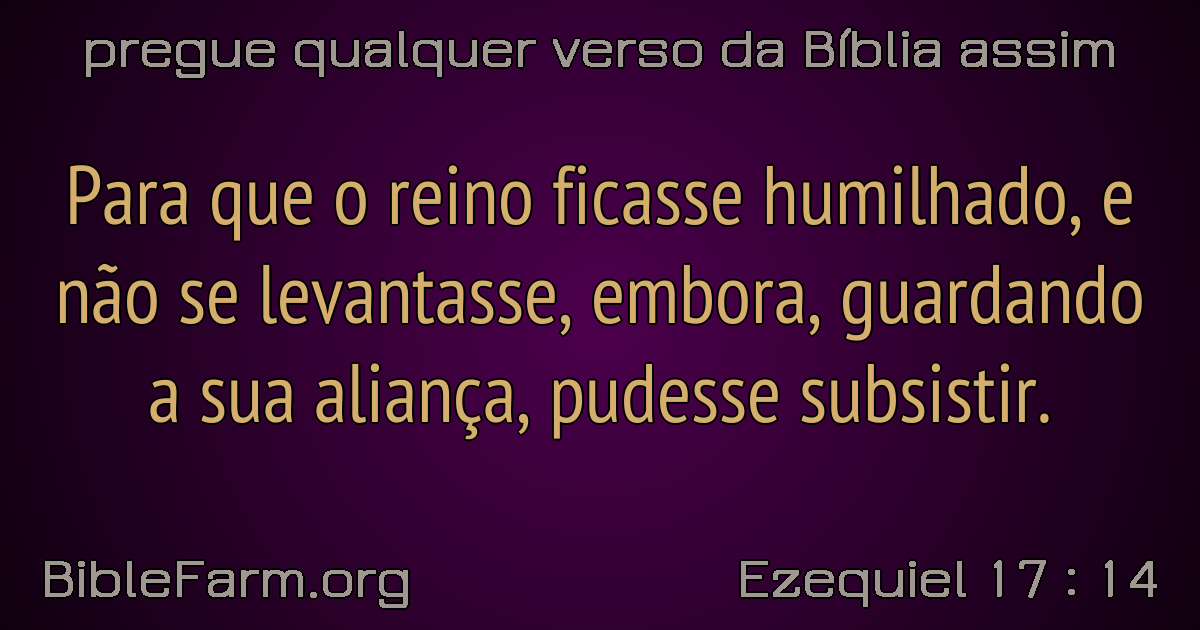 pregue qualquer verso da Bíblia assim
Para que o reino ficasse humilhado, e
não se levantasse, embora, guardando
a sua aliança, pudesse subsistir.
BibleFarm.org
Ezequiel 17 : 14